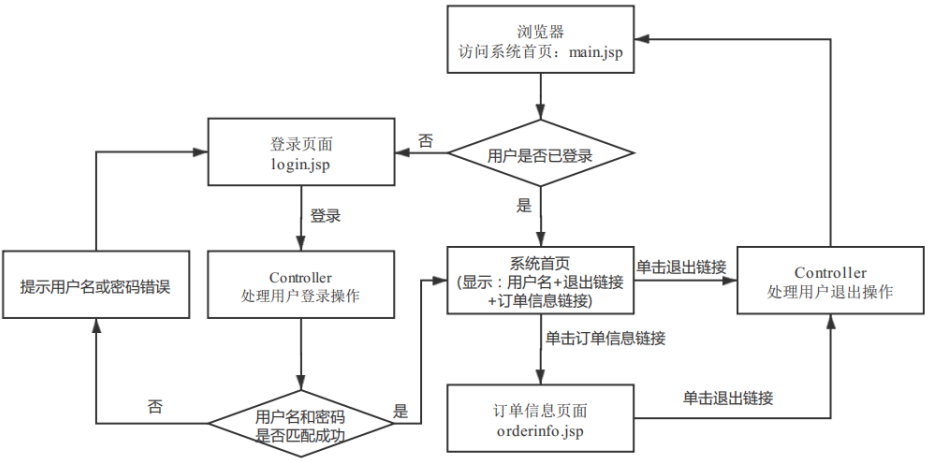 浏览器
访问系统首页：main.jsp
登录页面
login.jsp
否
用户是否已登录
登录
是
提示用户名或密码错误
Controller
处理用户登录操作
系统首页
(显示：用户名+退出链接
+订单信息链接)
单击退出链接
Controller
处理用户退出操作
单击订单信息链接
否
用户名和密码
是否匹配成功
是
订单信息页面
orderinfo.jsp
单击退出链接